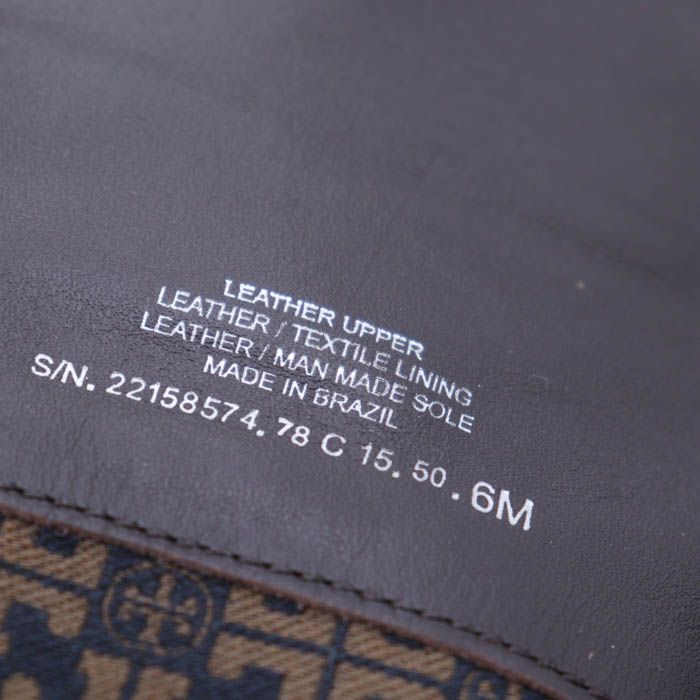 LEATHER UPPER
LEATHER / TEXTILE LINING
LEATHER / MAN MADE SOLE
MADE IN BRAZIL
S/N. 22158574.78 C 15.50.6M